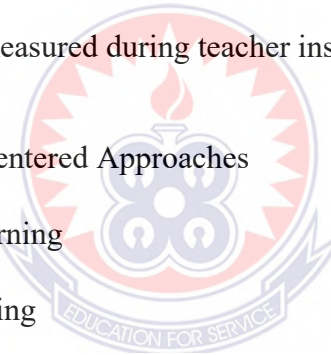 easured during teacher ins
entered Approaches
rning
ing
EDUCATION FOR SERVICE